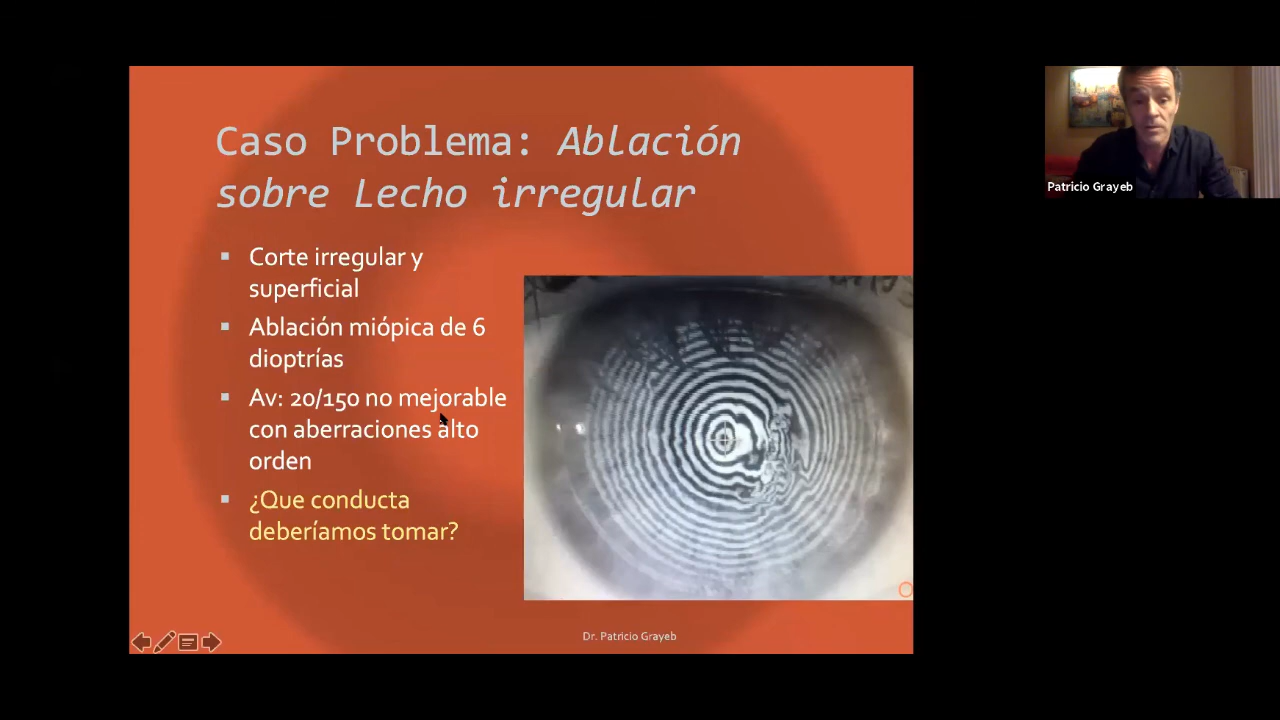 Caso Problema: Ablación
sobre Lecho irregular
Corte irregular y
superficial
Ablación miópica de 6
dioptrías
Av: 20/150 no mejorable
con aberraciones alto
orden
¿Que conducta
deberíamos tomar?
Dr. Patricio Grayeb
Patricio Grayeb